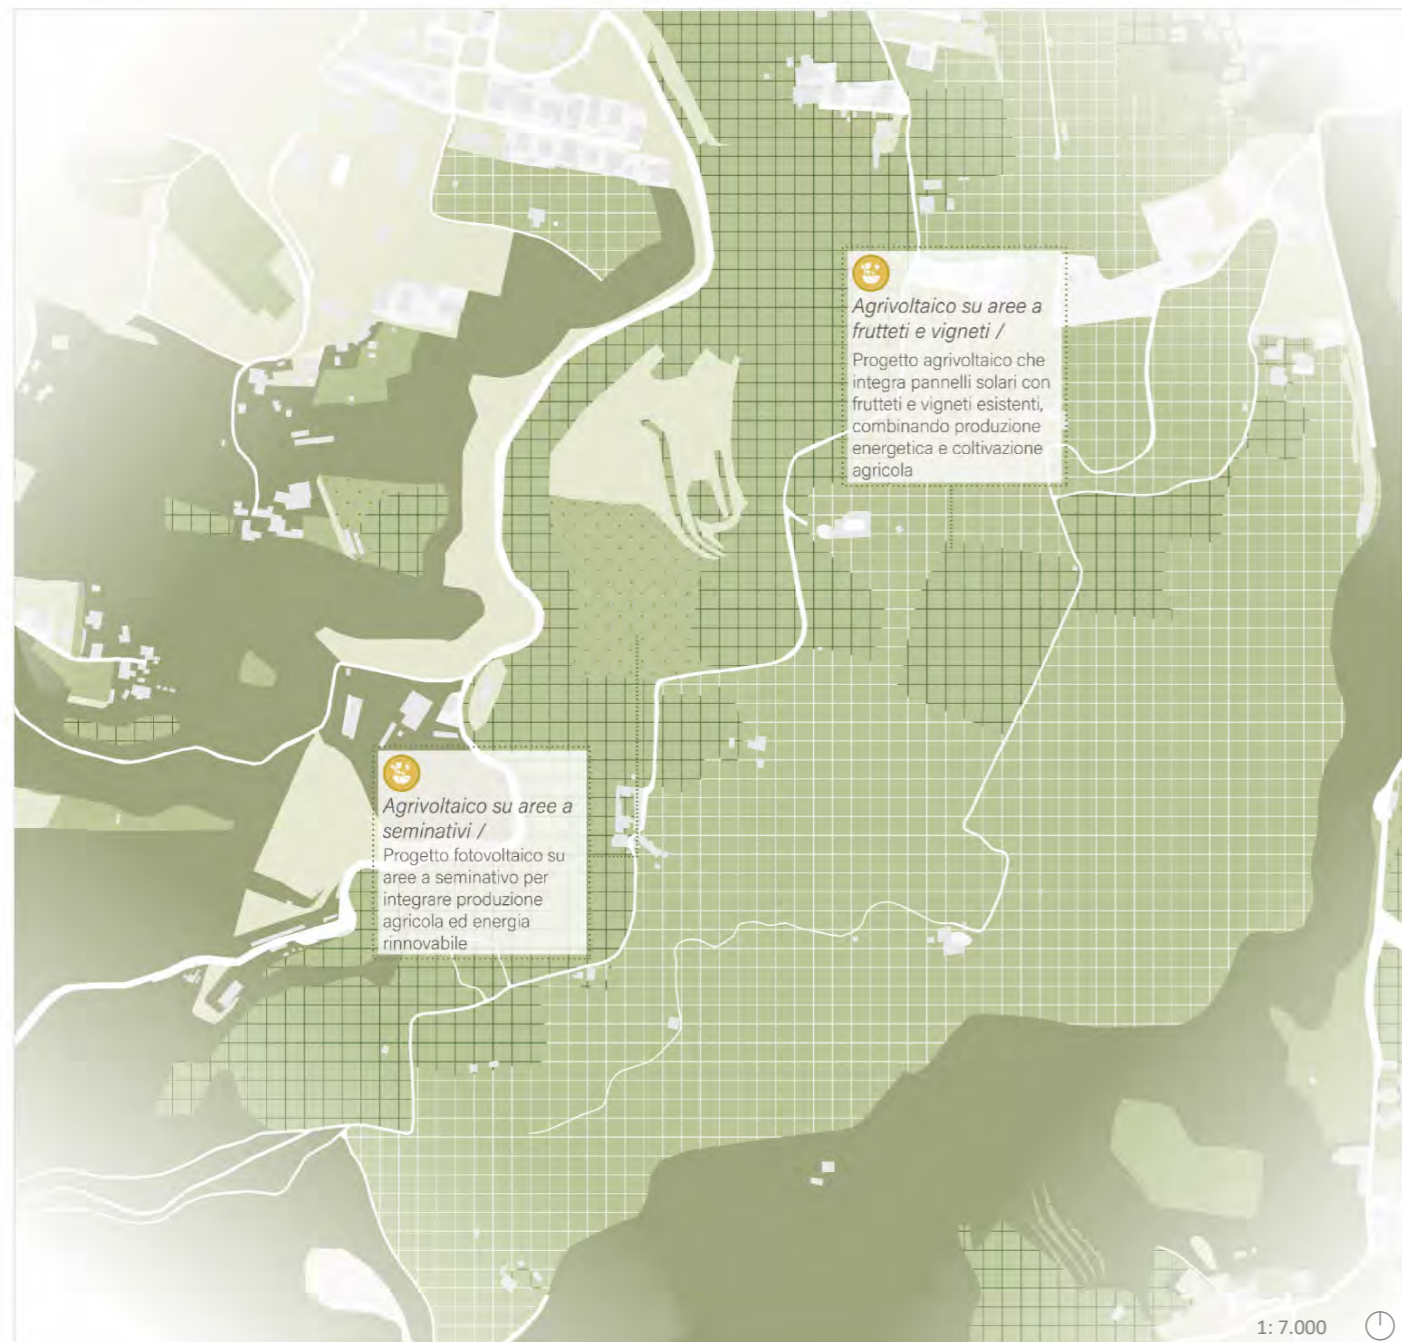 Agrivoltaico su aree a
frutteti e vigneti /
Progetto agrivoltaico che
integra pannelli solari con
frutteti e vigneti esistenti,
combinando produzione
energetica e coltivazione
agricola
Agrivoltaico su aree a
seminativi /
Progetto fotovoltaico su
aree a seminativo per
integrare produzione
agricola ed energia
rinnovabile
1: 7.000